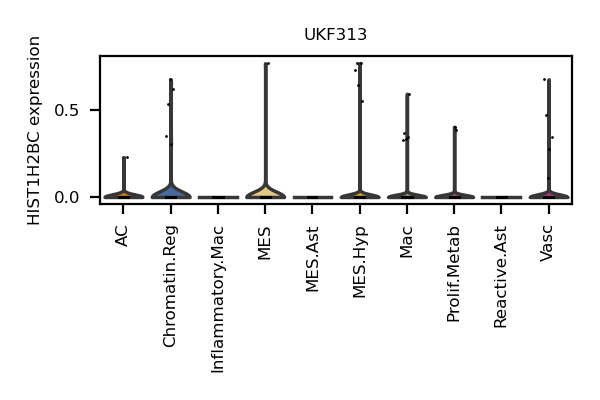 UKF313
HIST1H2BC expression
0.5
0.0
AC
Chromatin.Reg
Inflammatory.Mac
MES
MES.Ast
MES.Hyp
Mac
Prolif.Metab
Reactive.Ast
Vasc